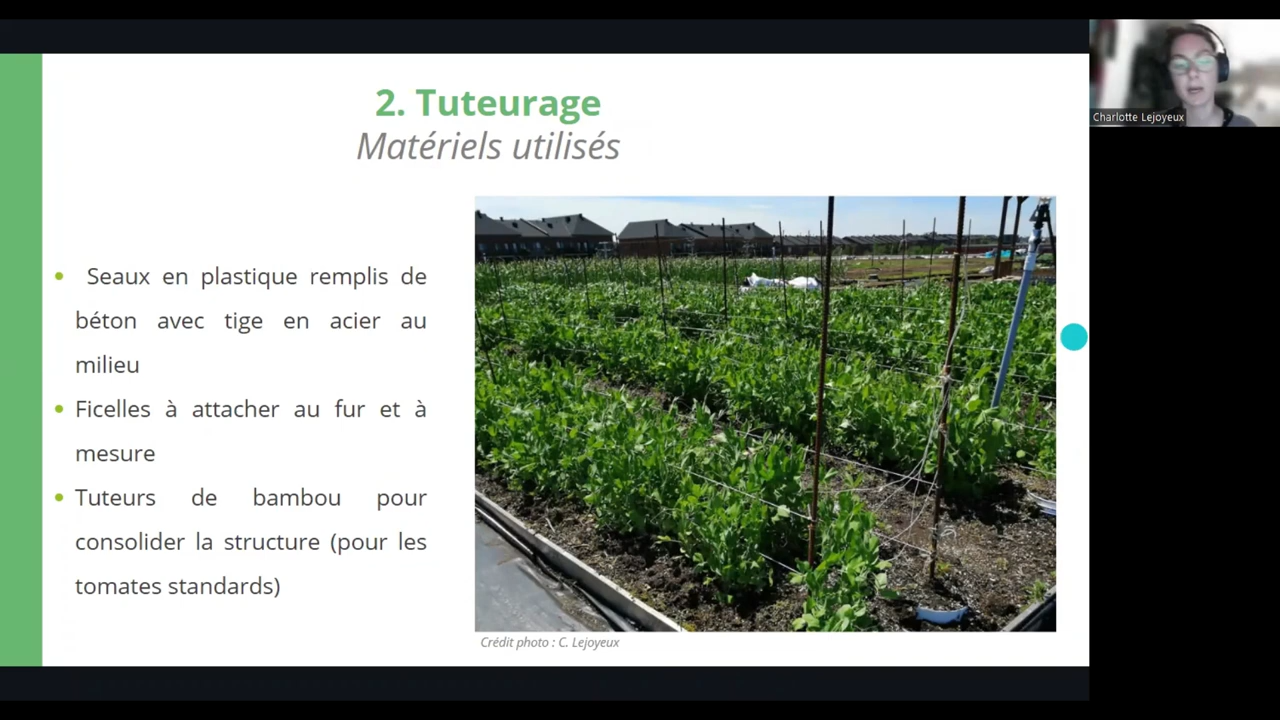 2. Tuteurage
Matériels utilisés
Seaux en plastique remplis de
béton avec tige en acier au
milieu
Ficelles à attacher au fur et à
mesure
Tuteurs de bambou pour
consolider la structure (pour les
tomates standards)
Crédit photo : C. Lejoyeux
Charlotte Lejoyeux